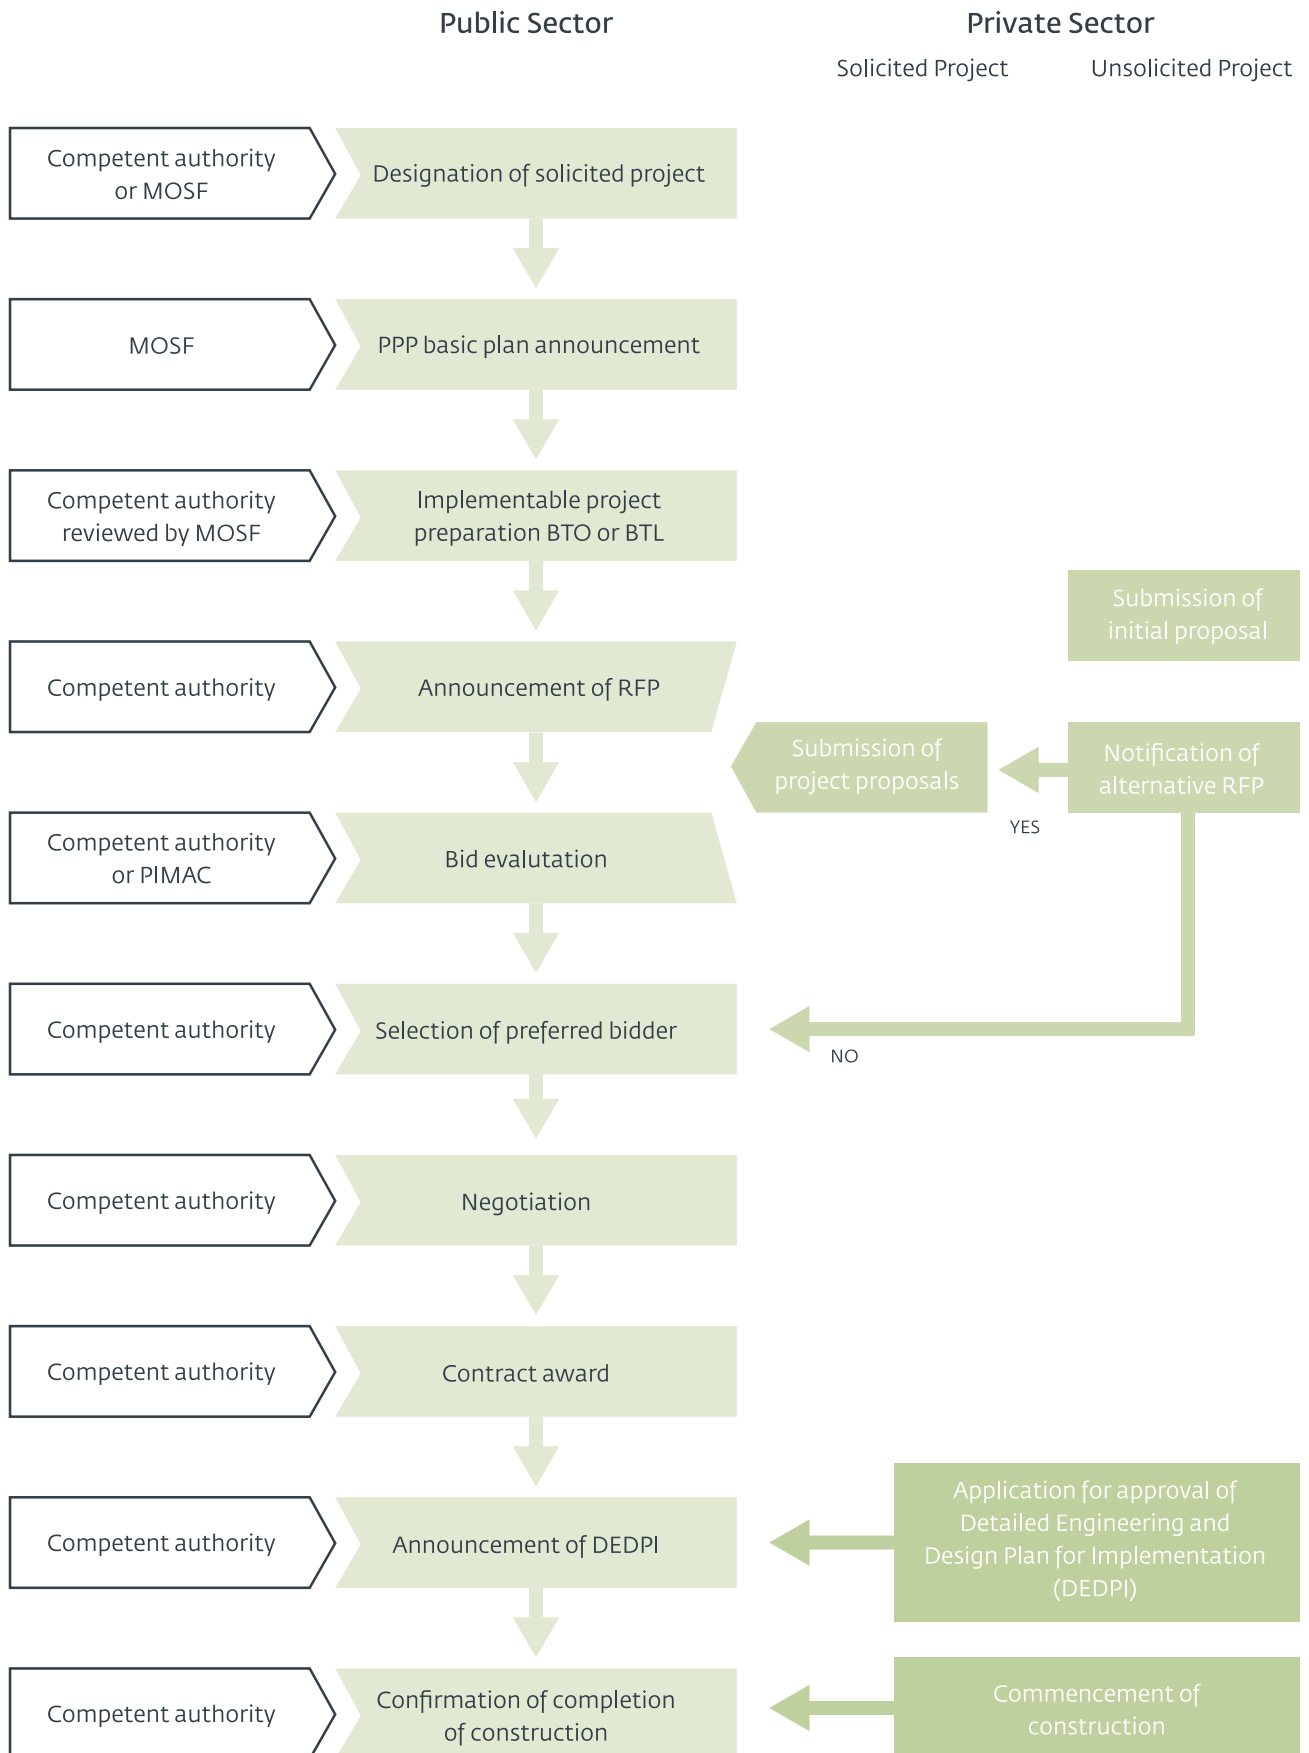 Public Sector
Private Sector
Solicited Project
Unsolicited Project
Competent authority
or MOSF
Designation of solicited project
MOSF
PPP basic plan announcement
Competent authority
reviewed by MOSF
Implementable project
preparation BTO or BTL
Submission of
initial proposal
Competent authority
Announcement of RFP
Submission of
project proposals
Notification of
alternative RFP
YES
Competent authority
or PIMAC
Bid evalutation
Competent authority
Selection of preferred bidder
NO
Competent authority
Negotiation
Competent authority
Contract award
Competent authority
Announcement of DEDPI
Application for approval of
Detailed Engineering and
Design Plan for Implementation
(DEDPI)
Competent authority
Confirmation of completion
of construction
Commencement of
construction